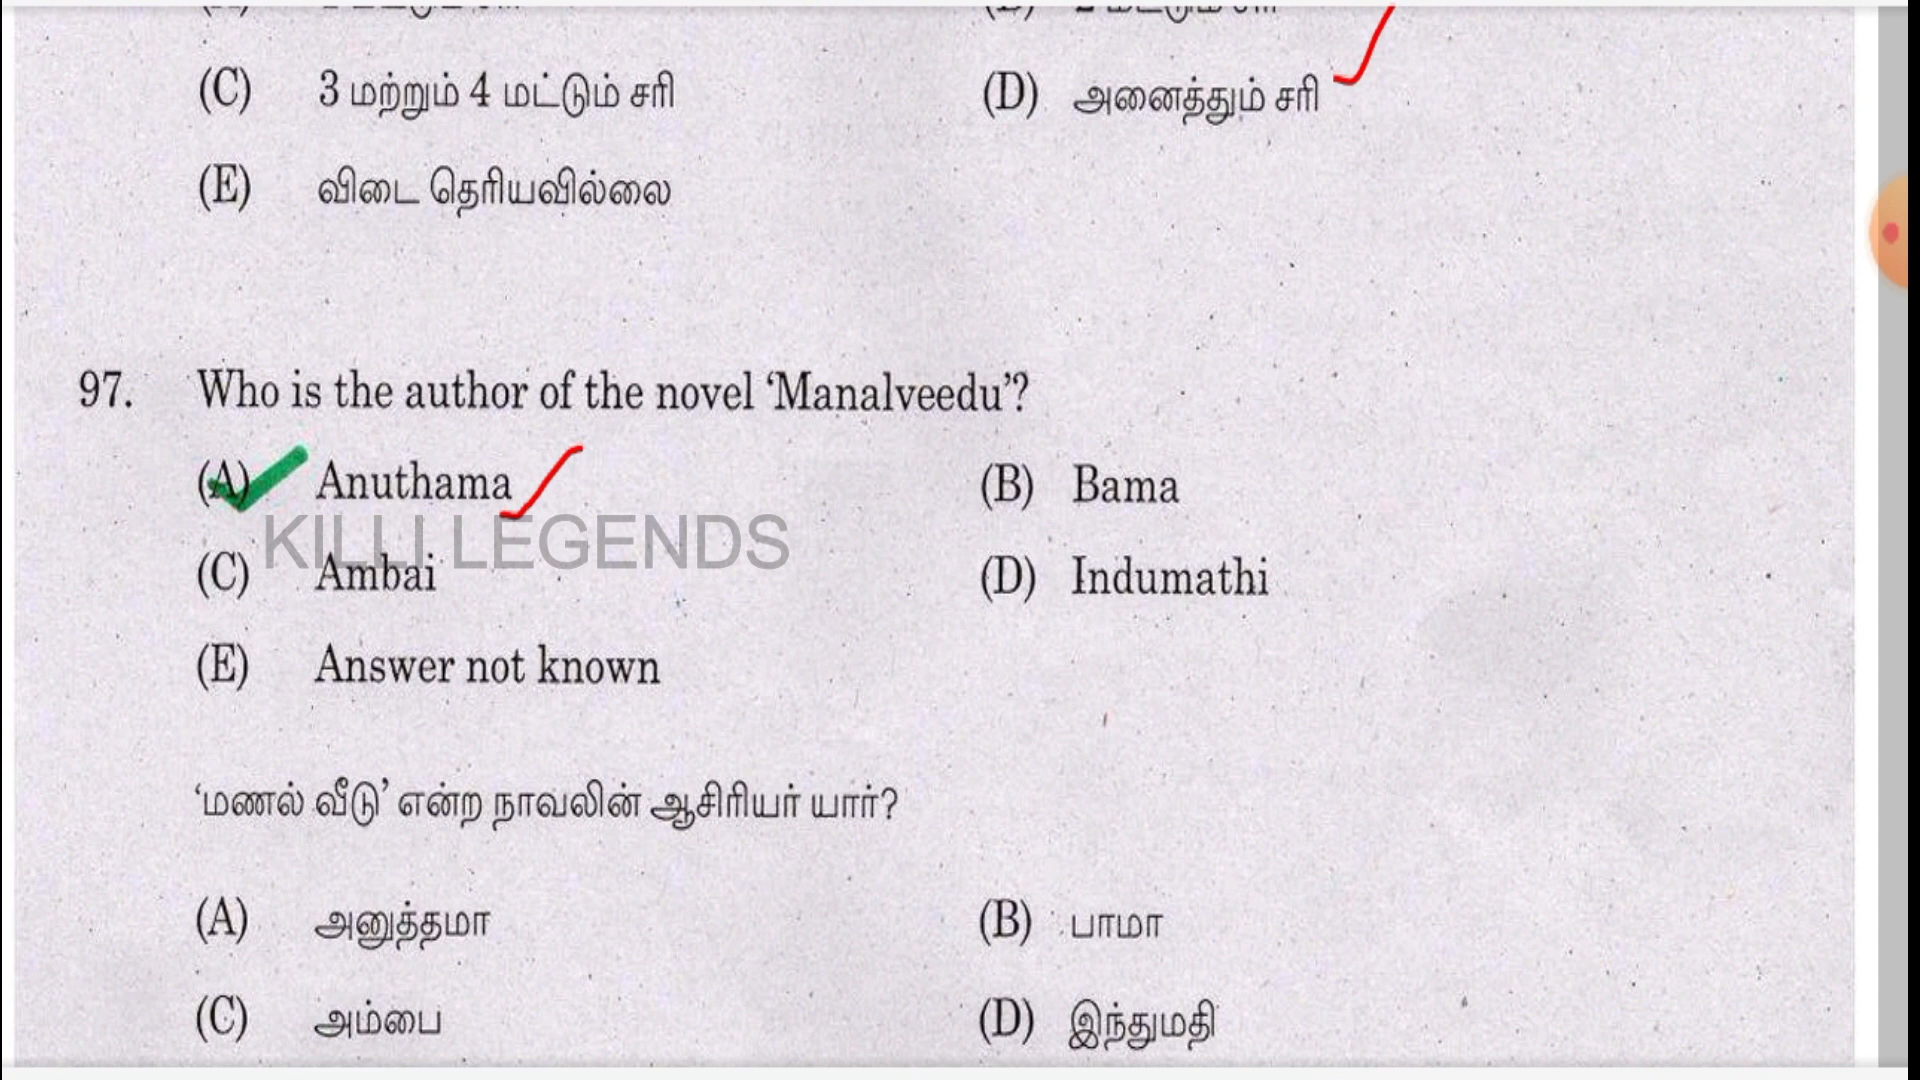 (C) 3 மற்றும் 4 மட்டும் சரி (D) அனைத்தும் சரி
(E) விடை தெரியவில்லை
97. Who is the author of the novel ‘Manalveedu’?
(A) Anuthama (B) Bama
KILLI LEGENDS
(C) Ambai (D) Indumathi
(E) Answer not known
‘மணல் வீடு’ என்ற நாவலின் ஆசிரியர் யார்?
(A) அனுத்தமா (B) பாமா
(C) அம்பை (D) இந்துமதி